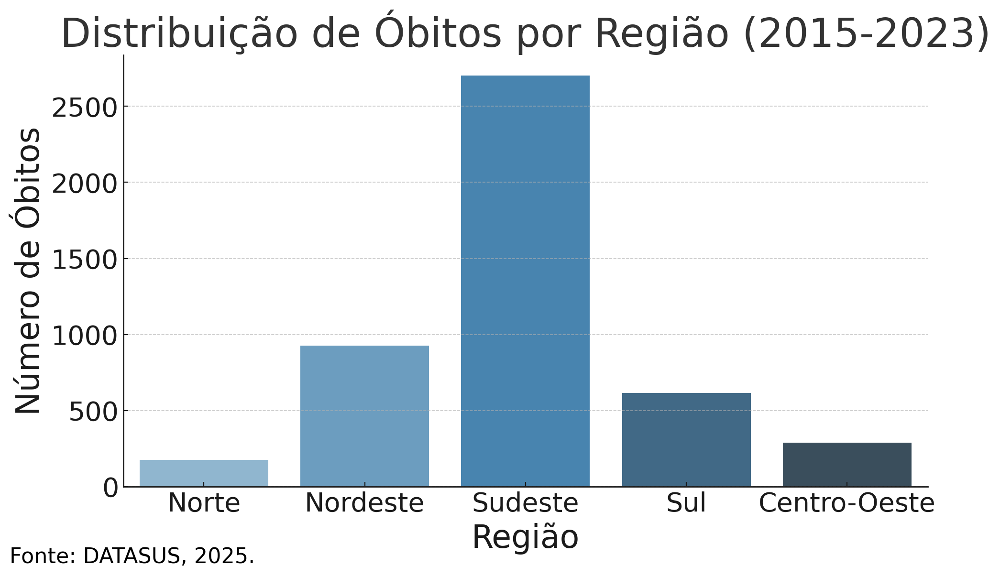 Distribuição de Óbitos por Região (2015-2023)
Número de Óbitos
2500
2000
1500
1000
500
0
Norte Nordeste Sudeste Sul Centro-Oeste
Região
Fonte: DATASUS, 2025.